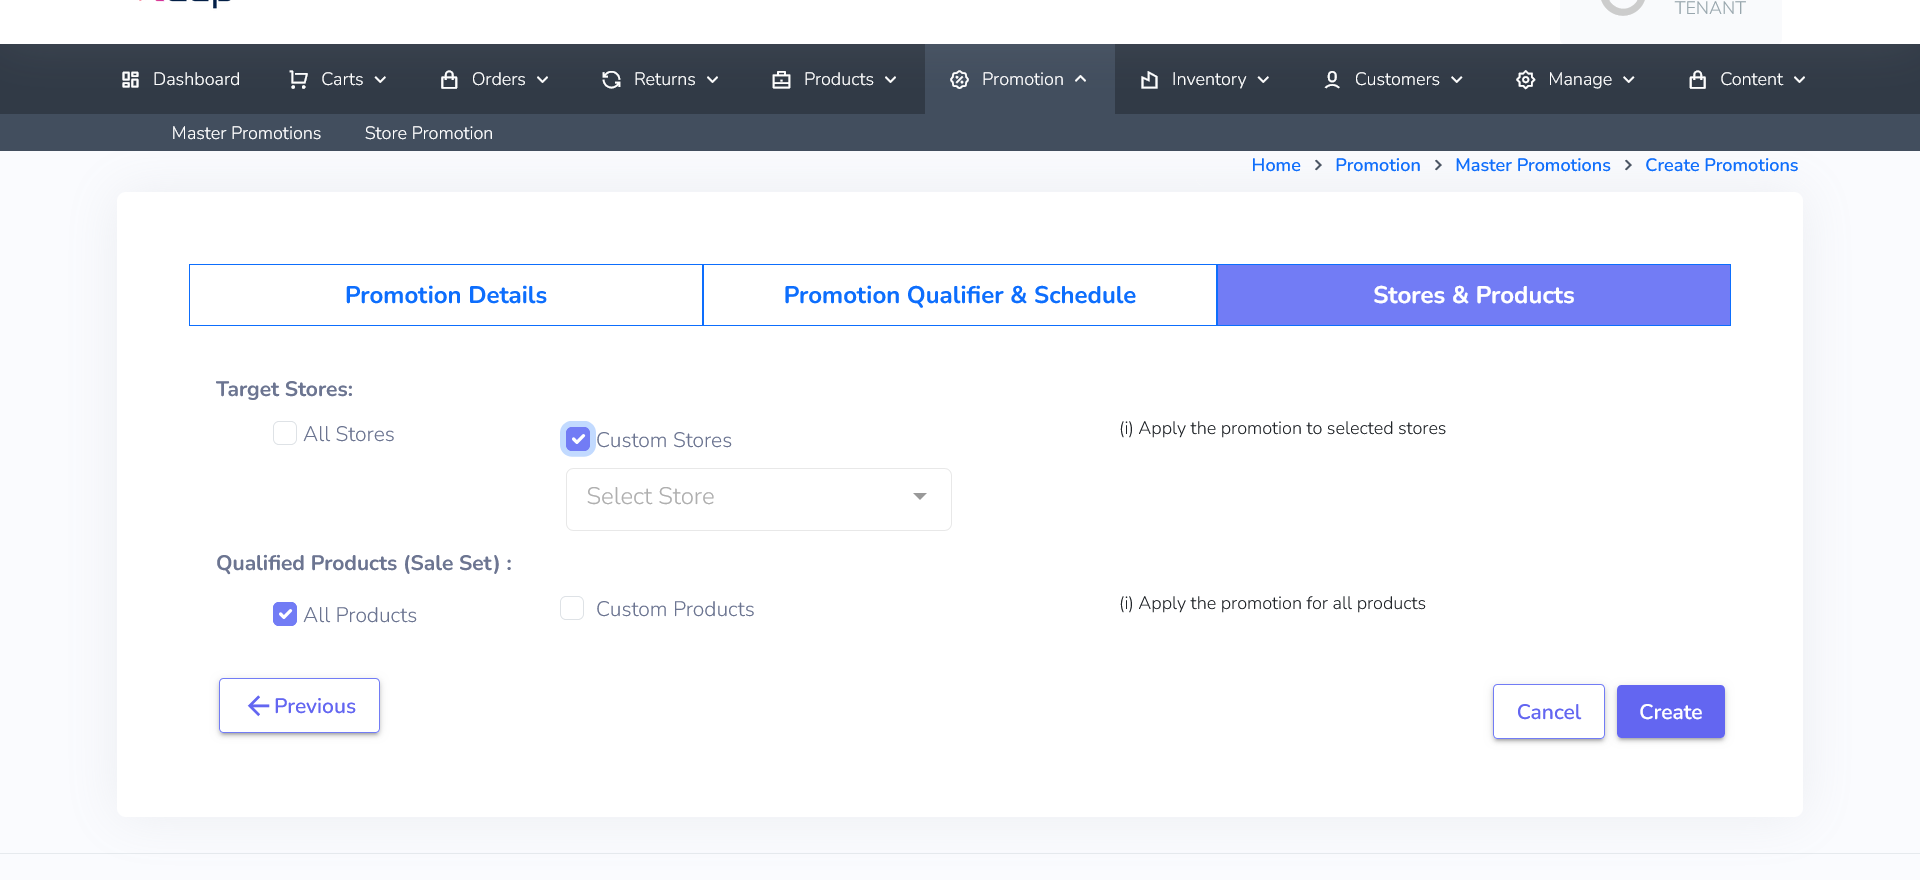 TENANT
Dashboard Carts Orders Returns Products Promotion Inventory Customers Manage Content
Master Promotions Store Promotion
Home > Promotion > Master Promotions > Create Promotions
Promotion Details Promotion Qualifier & Schedule Stores & Products
Target Stores:
All Stores Custom Stores (i) Apply the promotion to selected stores
Select Store
Qualified Products (Sale Set) :
All Products Custom Products (i) Apply the promotion for all products
Previous Cancel Create